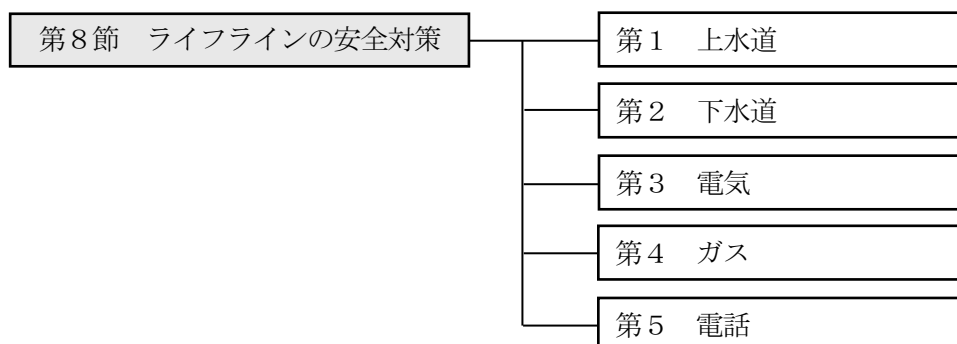 第８節　ライフラインの安全対策
第１　上水道
第２　下水道
第３　電気
第４　ガス
第５　電話